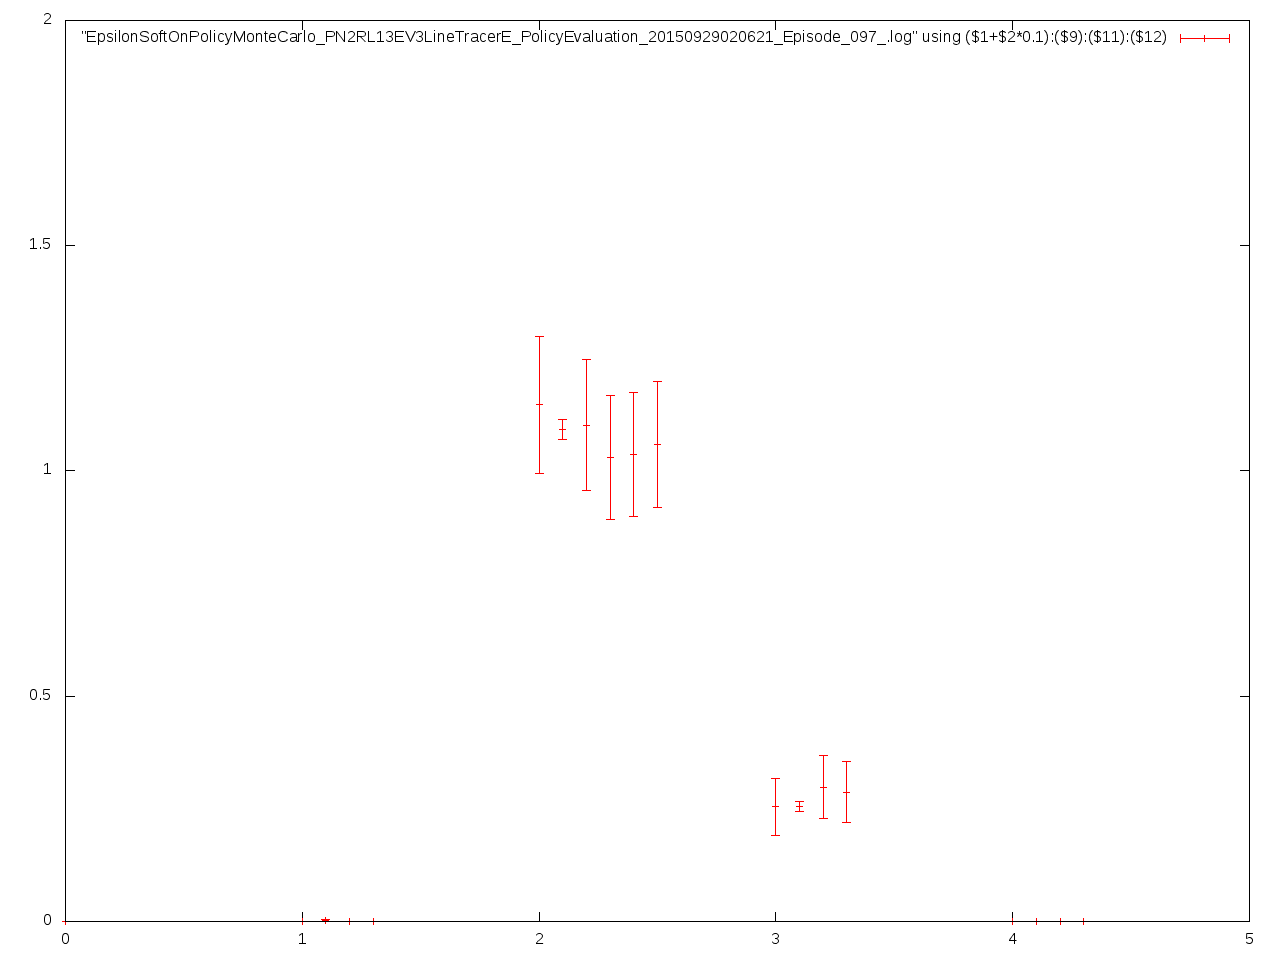 2
"EpsilonSoftOnPolicyMonteCarlo_PN2RL13EV3LineTracerE_PolicyEvaluation_20150929020621_Episode_097_.log" using ($1+$2*0.1):($9):($11):($12)
1.5
1
0.5
0
0 1 2 3 4 5